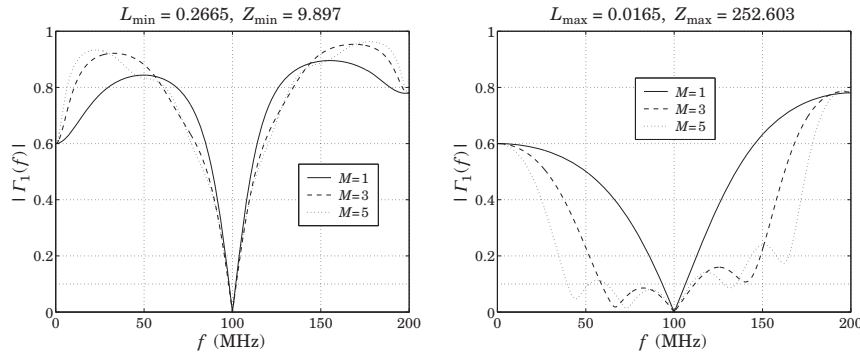 L_min = 0.2665, Z_min = 9.897
1
0.8
0.6
0.4
0.2
0
| Γ₁(f) |
M=1
M=3
M=5
0 50 100 150 200
f (MHz)
L_max = 0.0165, Z_max = 252.603
1
0.8
0.6
0.4
0.2
0
| Γ₁(f) |
M=1
M=3
M=5
0 50 100 150 200
f (MHz)